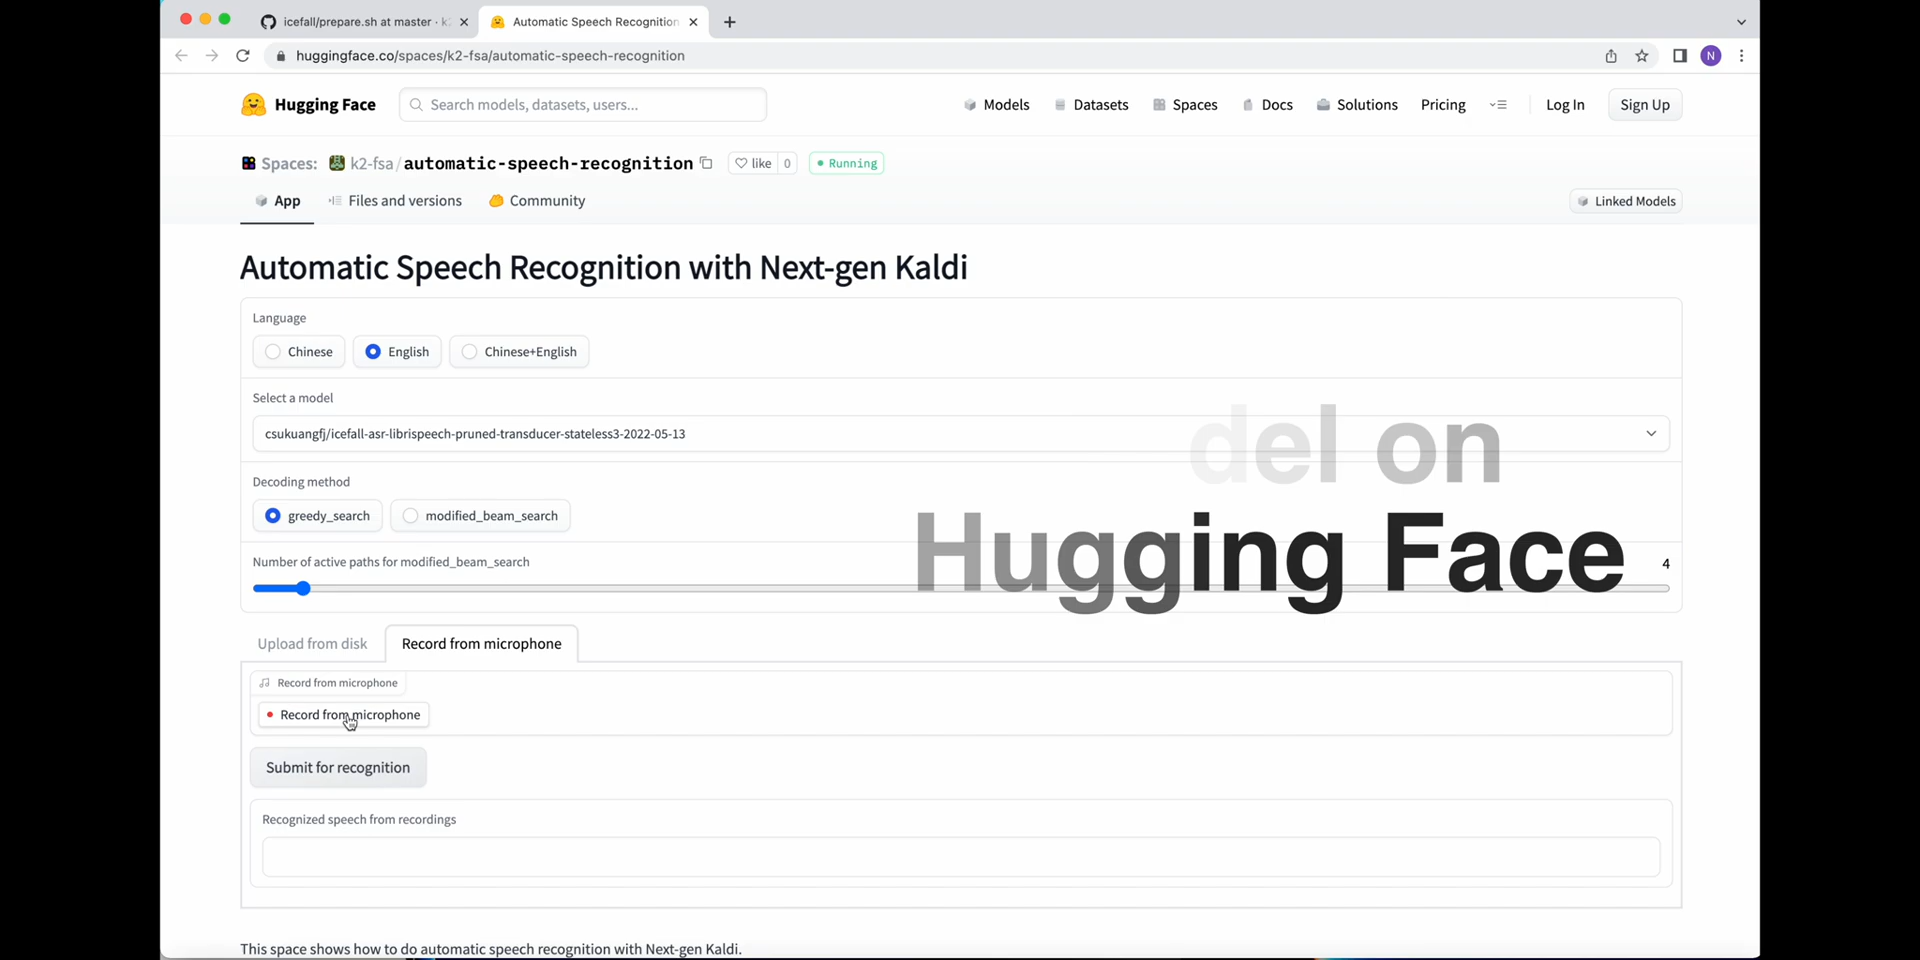 icefall/prepare.sh at master · k2
Automatic Speech Recognition
huggingface.co/spaces/k2-fsa/automatic-speech-recognition
N
Hugging Face
Search models, datasets, users...
Models
Datasets
Spaces
Docs
Solutions
Pricing
Log In
Sign Up
Spaces:
k2-fsa/automatic-speech-recognition
like 0
Running
App
Files and versions
Community
Linked Models
Automatic Speech Recognition with Next-gen Kaldi
Language
Chinese
English
Chinese+English
Select a model
csukuangfj/icefall-asr-librispeech-pruned-transducer-stateless3-2022-05-13
del on
Hugging Face
Decoding method
greedy_search
modified_beam_search
Number of active paths for modified_beam_search
4
Upload from disk
Record from microphone
Record from microphone
Record from microphone
Submit for recognition
Recognized speech from recordings
This space shows how to do automatic speech recognition with Next-gen Kaldi.